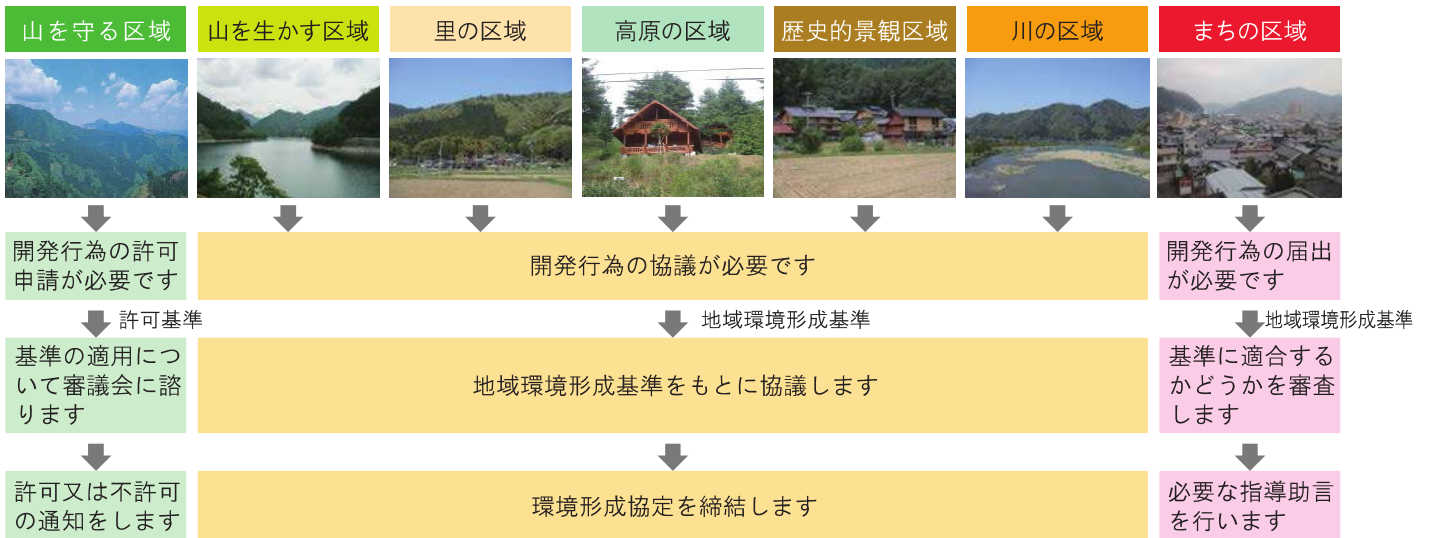 山を守る区域
山を生かす区域
里の区域
高原の区域
歴史的景観区域
川の区域
まちの区域
開発行為の許可
申請が必要です
開発行為の協議が必要です
開発行為の届出
が必要です
許可基準
地域環境形成基準
地域環境形成基準
基準の適用につ
いて審議会に諮
ります
地域環境形成基準をもとに協議します
基準に適合する
かどうかを審査
します
許可又は不許可
の通知をします
環境形成協定を締結します
必要な指導助言
を行います